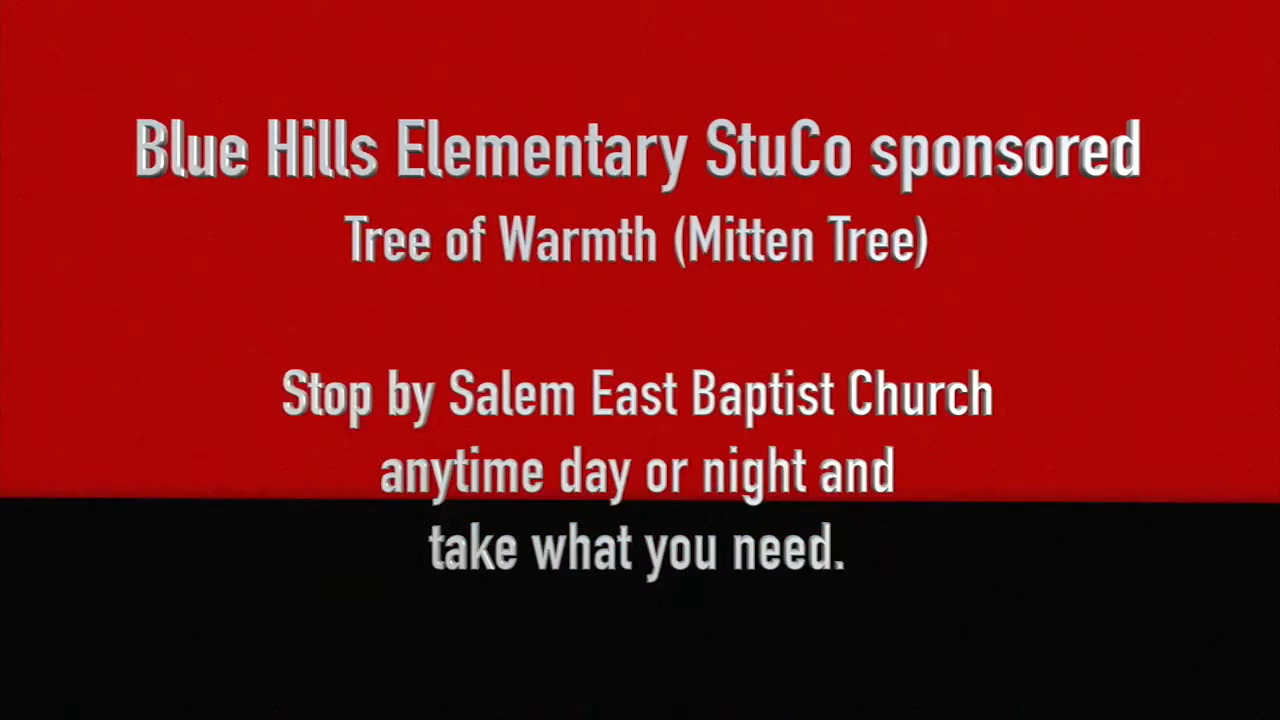 Blue Hills Elementary StuCo sponsored
Tree of Warmth (Mitten Tree)
Stop by Salem East Baptist Church
anytime day or night and
take what you need.